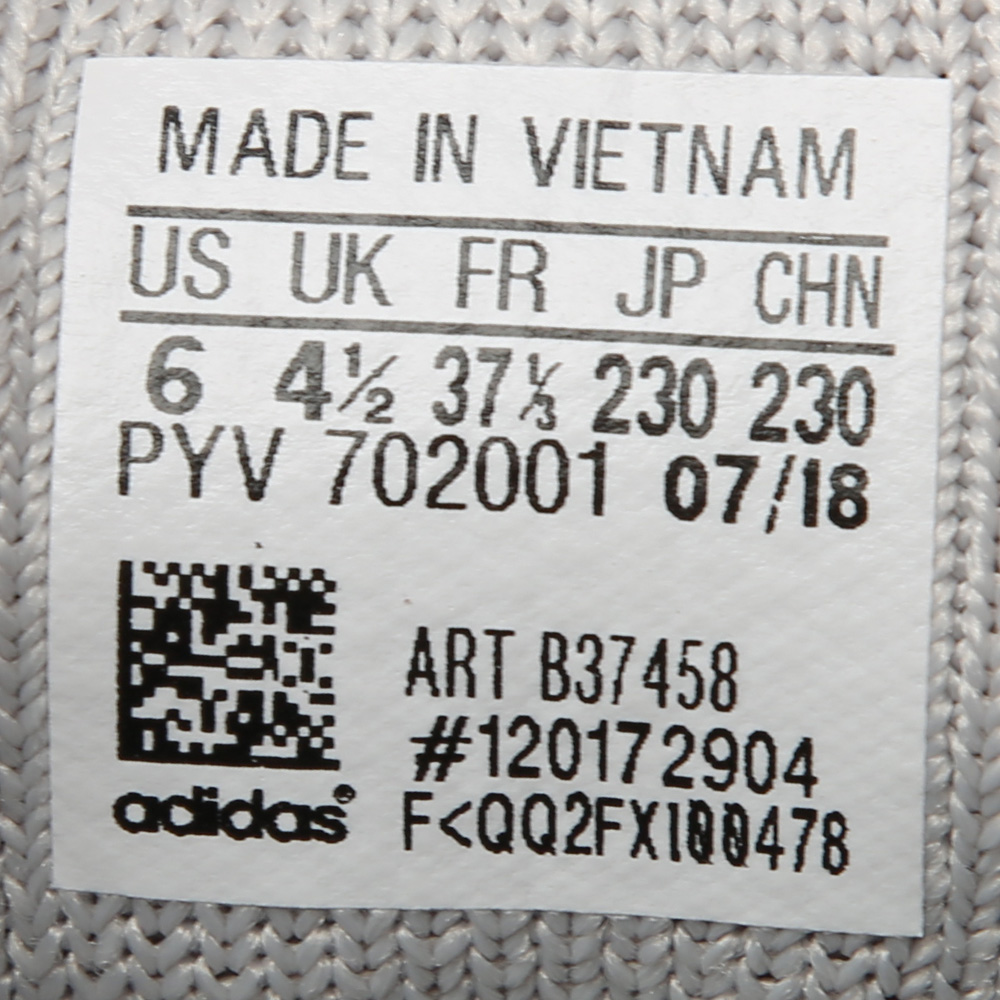 MADE IN VIETNAM
US UK FR JP CHN
6 4½ 37⅓ 230 230
PYV 702001 07/18
ART B37458
#120172904
adidas®
F<QQ2FX100478